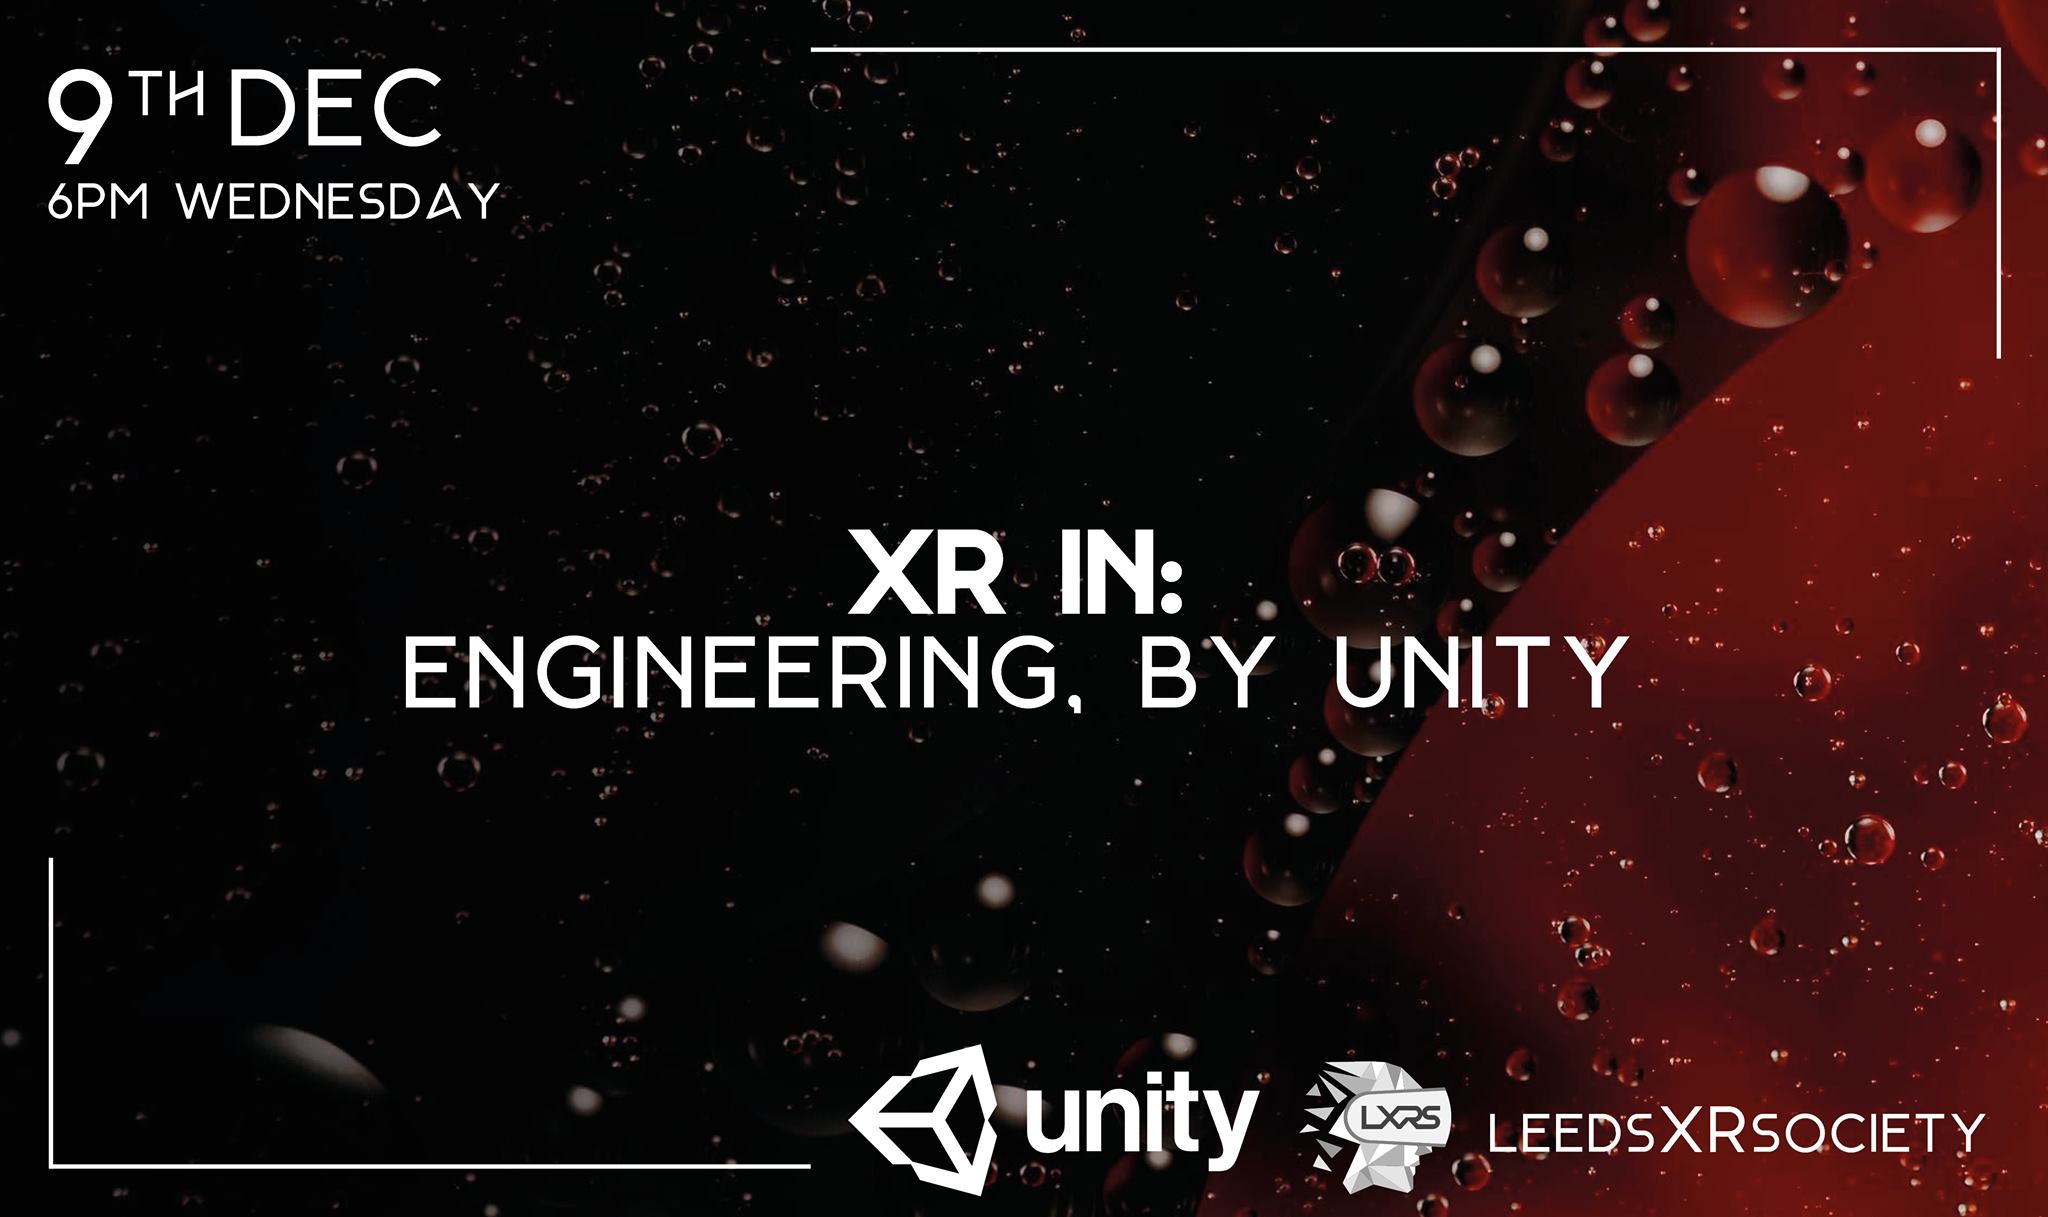 9TH DEC
6PM WEDNESDAY
XR IN:
ENGINEERING, BY UNITY
unity
LXRS
LEEDSXRSOCIETY